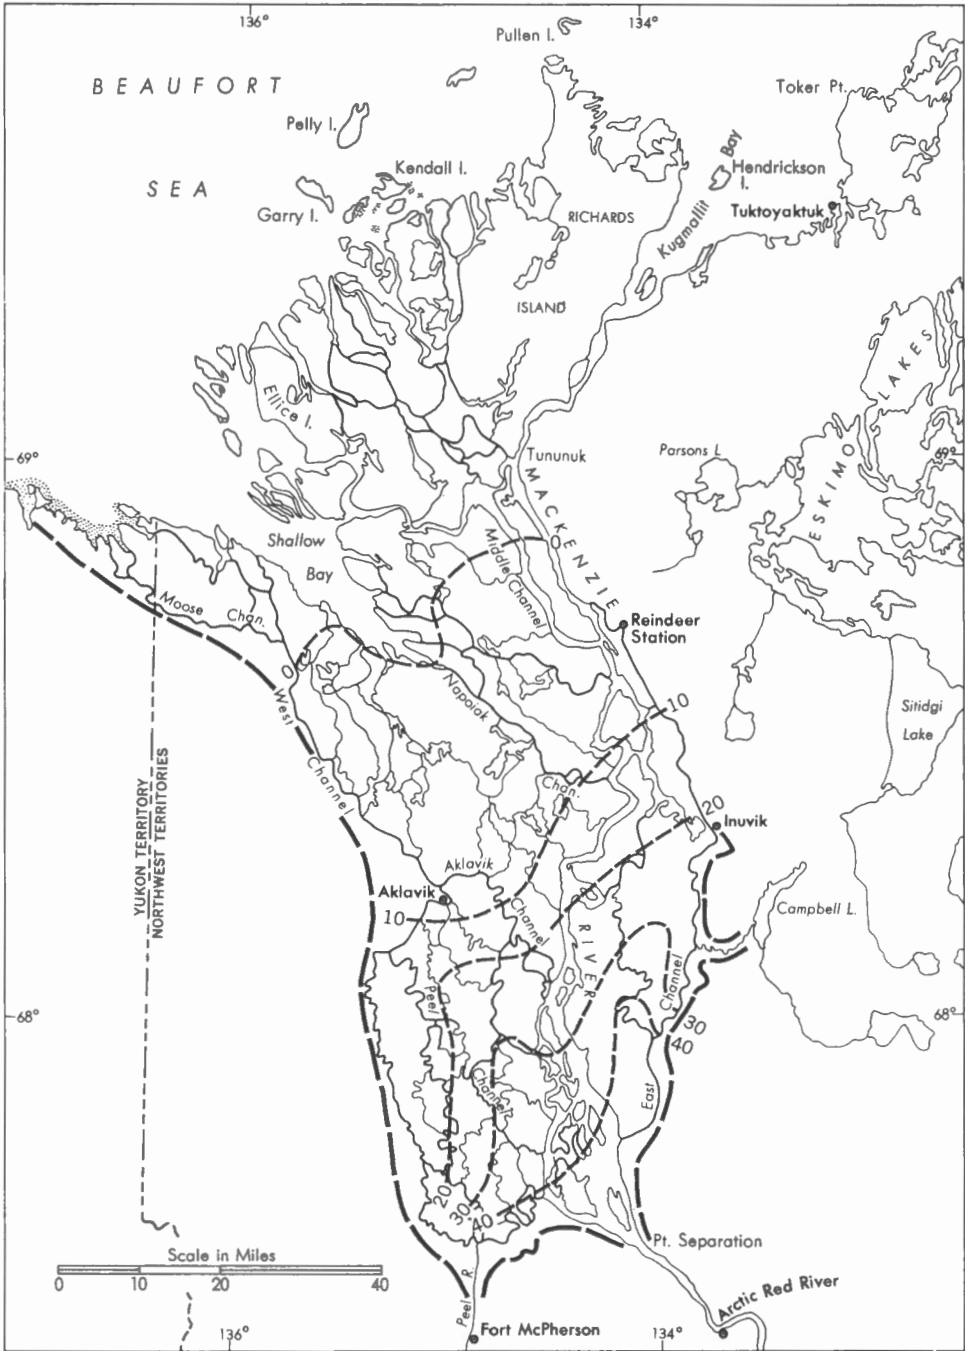 136°
134°
Pullen I.
BEAUFORT
Toker Pt.
Pelly I.
Kendall I.
Hendrickson
I.
SEA
Garry I.
RICHARDS
Kugmallit Bay
Tuktoyaktuk
ISLAND
Ellice I.
ESKIMO LAKES
69°
Tununuk
Parsons L
69°
MACKENZIE
Shallow
Bay
Middle Channel
0
Moose Chan.
Reindeer
Station
0
West Channel
Napoiak
Chan.
10
Sitidgi
Lake
20
Inuvik
YUKON TERRITORY
NORTHWEST TERRITORIES
Aklavik
Channel
Aklavik
10
20
RIVER
Campbell L.
Peel
Channel
Channel
East
68°
68°
30
40
20
30
40
Pt. Separation
Scale in Miles
0 10 20 40
Peel R.
Arctic Red River
Fort McPherson
136°
134°